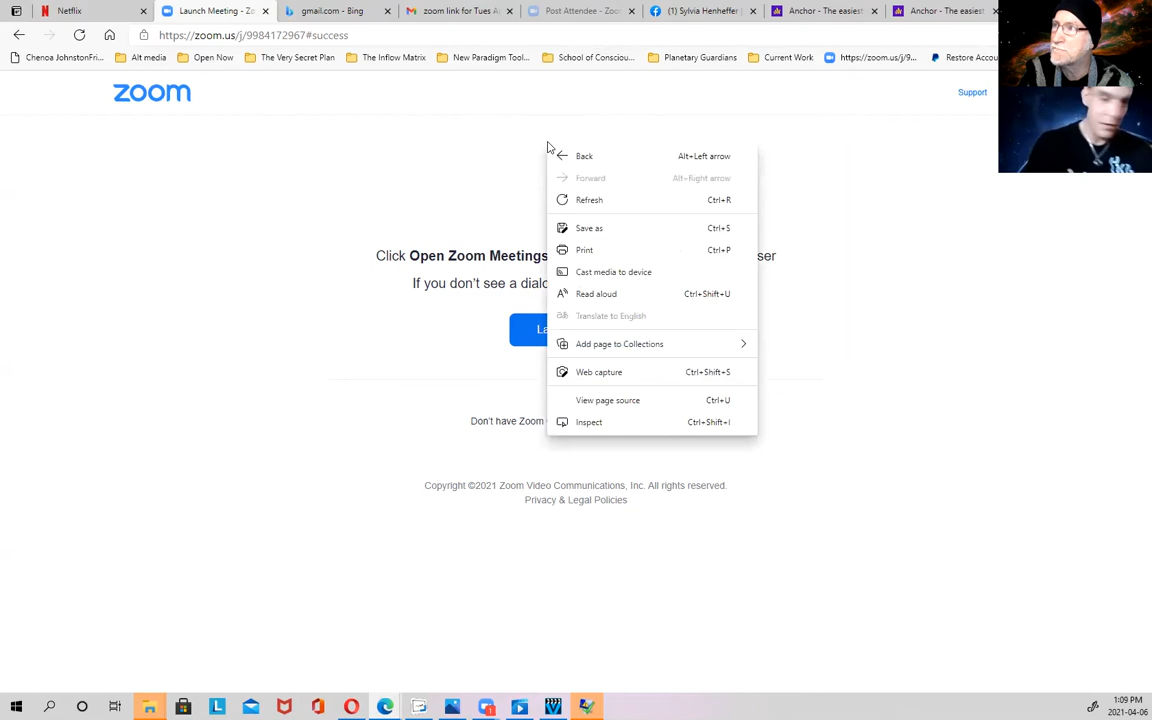 Netflix
Launch Meeting - Zo
gmail.com - Bing
zoom link for Tues A
Post Attendee - Zoo
(1) Sylvia Henheffer
Anchor - The easiest
Anchor - The easies
https://zoom.us/j/9984172967#success
Chenoa JohnstonFri...
Alt media
Open Now
The Very Secret Plan
The Inflow Matrix
New Paradigm Tool...
School of Consciou...
Planetary Guardians
Current Work
https://zoom.us/j/9...
Restore Accou
zoom
Support
Back Alt+Left arrow
Forward Alt+Right arrow
Refresh Ctrl+R
Save as Ctrl+S
Print Ctrl+P
Cast media to device
Read aloud Ctrl+Shift+U
Translate to English
Add page to Collections
Web capture Ctrl+Shift+S
View page source Ctrl+U
Inspect Ctrl+Shift+I
Click Open Zoom Meetings
ser
If you don't see a dialo
La
Don't have Zoom
Copyright ©2021 Zoom Video Communications, Inc. All rights reserved.
Privacy & Legal Policies
1:09 PM
2021-04-06